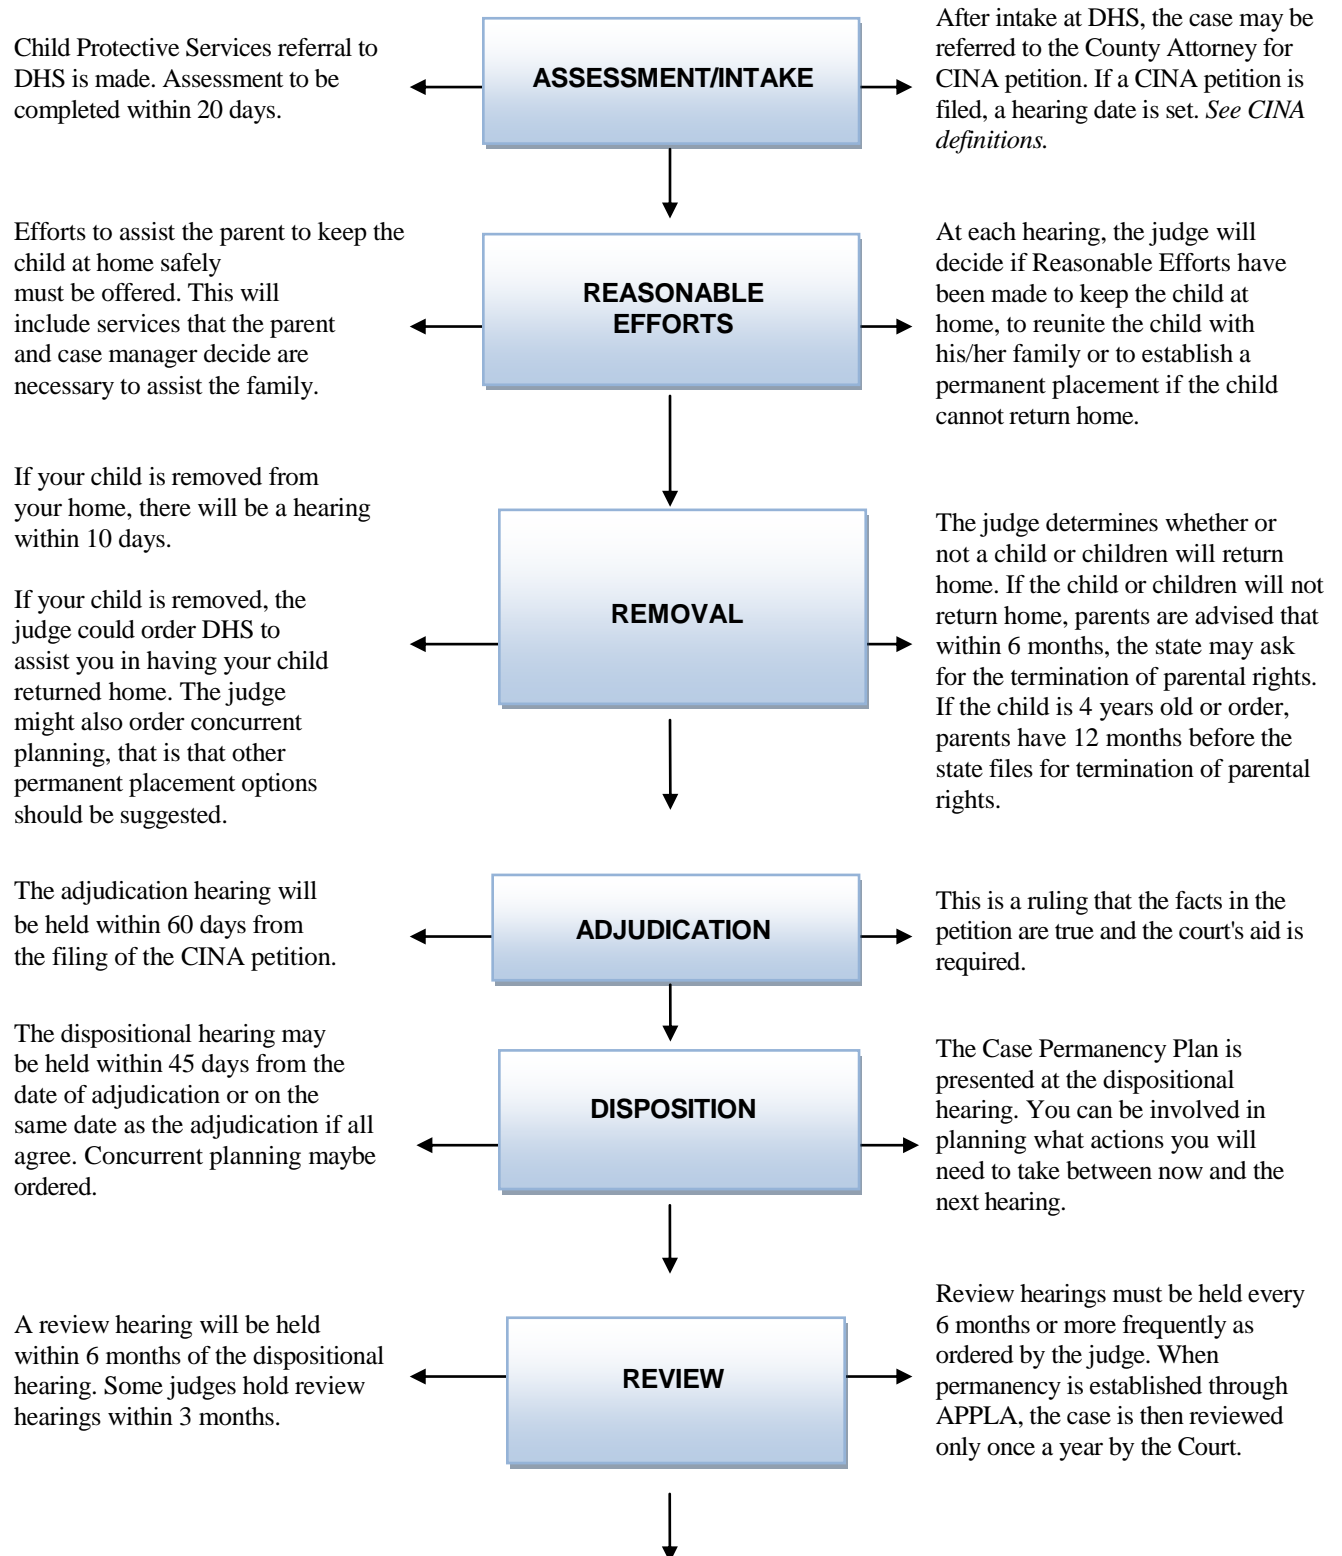 Child Protective Services referral to
DHS is made. Assessment to be
completed within 20 days.
ASSESSMENT/INTAKE
After intake at DHS, the case may be
referred to the County Attorney for
CINA petition. If a CINA petition is
filed, a hearing date is set. See CINA
definitions.
Efforts to assist the parent to keep the
child at home safely
must be offered. This will
include services that the parent
and case manager decide are
necessary to assist the family.
REASONABLE
EFFORTS
At each hearing, the judge will
decide if Reasonable Efforts have
been made to keep the child at
home, to reunite the child with
his/her family or to establish a
permanent placement if the child
cannot return home.
If your child is removed from
your home, there will be a hearing
within 10 days.
If your child is removed, the
judge could order DHS to
assist you in having your child
returned home. The judge
might also order concurrent
planning, that is that other
permanent placement options
should be suggested.
REMOVAL
The judge determines whether or
not a child or children will return
home. If the child or children will not
return home, parents are advised that
within 6 months, the state may ask
for the termination of parental rights.
If the child is 4 years old or order,
parents have 12 months before the
state files for termination of parental
rights.
The adjudication hearing will
be held within 60 days from
the filing of the CINA petition.
ADJUDICATION
This is a ruling that the facts in the
petition are true and the court's aid is
required.
The dispositional hearing may
be held within 45 days from the
date of adjudication or on the
same date as the adjudication if all
agree. Concurrent planning maybe
ordered.
DISPOSITION
The Case Permanency Plan is
presented at the dispositional
hearing. You can be involved in
planning what actions you will
need to take between now and the
next hearing.
A review hearing will be held
within 6 months of the dispositional
hearing. Some judges hold review
hearings within 3 months.
REVIEW
Review hearings must be held every
6 months or more frequently as
ordered by the judge. When
permanency is established through
APPLA, the case is then reviewed
only once a year by the Court.